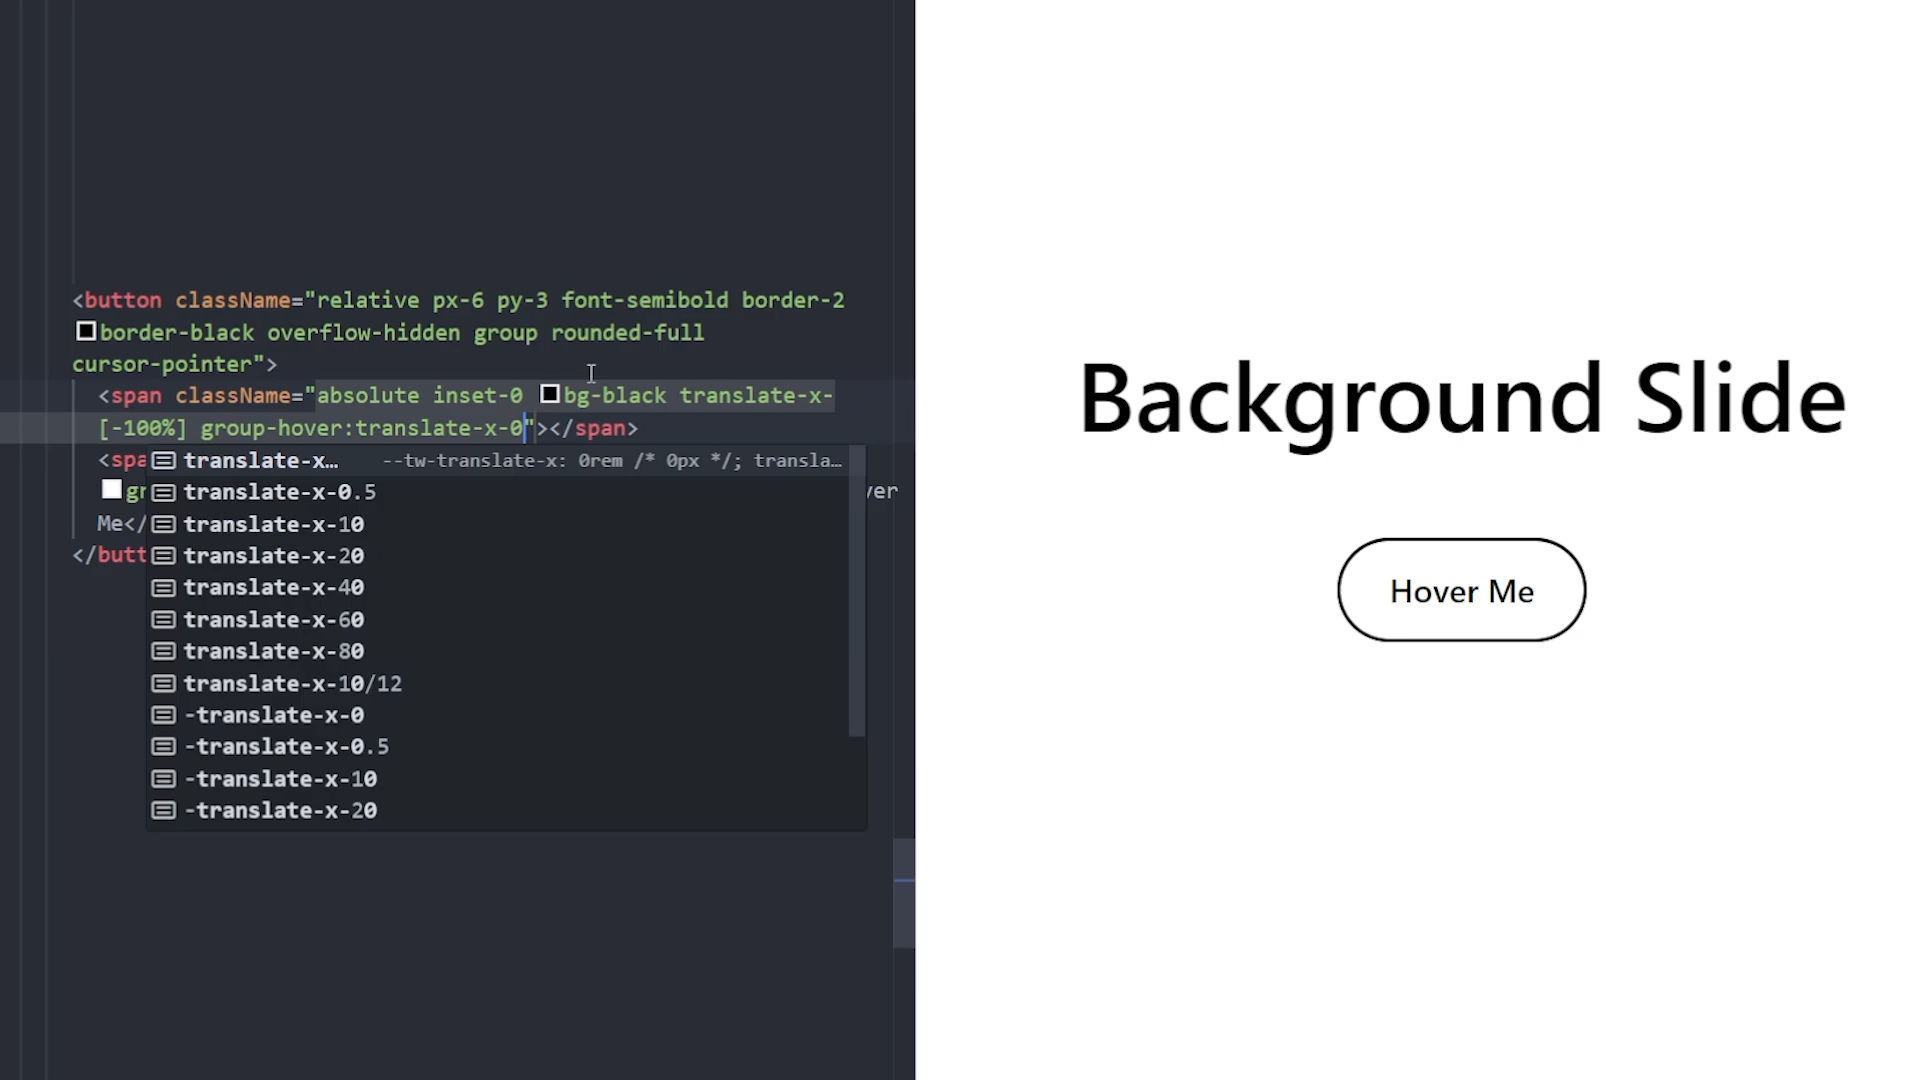 <button className="relative px-6 py-3 font-semibold border-2
border-black overflow-hidden group rounded-full
cursor-pointer">
<span className="absolute inset-0 bg-black translate-x-
[-100%] group-hover:translate-x-0"></span>
<spa
gr
ver
Me</
</butt
translate-x… --tw-translate-x: 0rem /* 0px */; transla…
translate-x-0.5
translate-x-10
translate-x-20
translate-x-40
translate-x-60
translate-x-80
translate-x-10/12
-translate-x-0
-translate-x-0.5
-translate-x-10
-translate-x-20
Background Slide
Hover Me